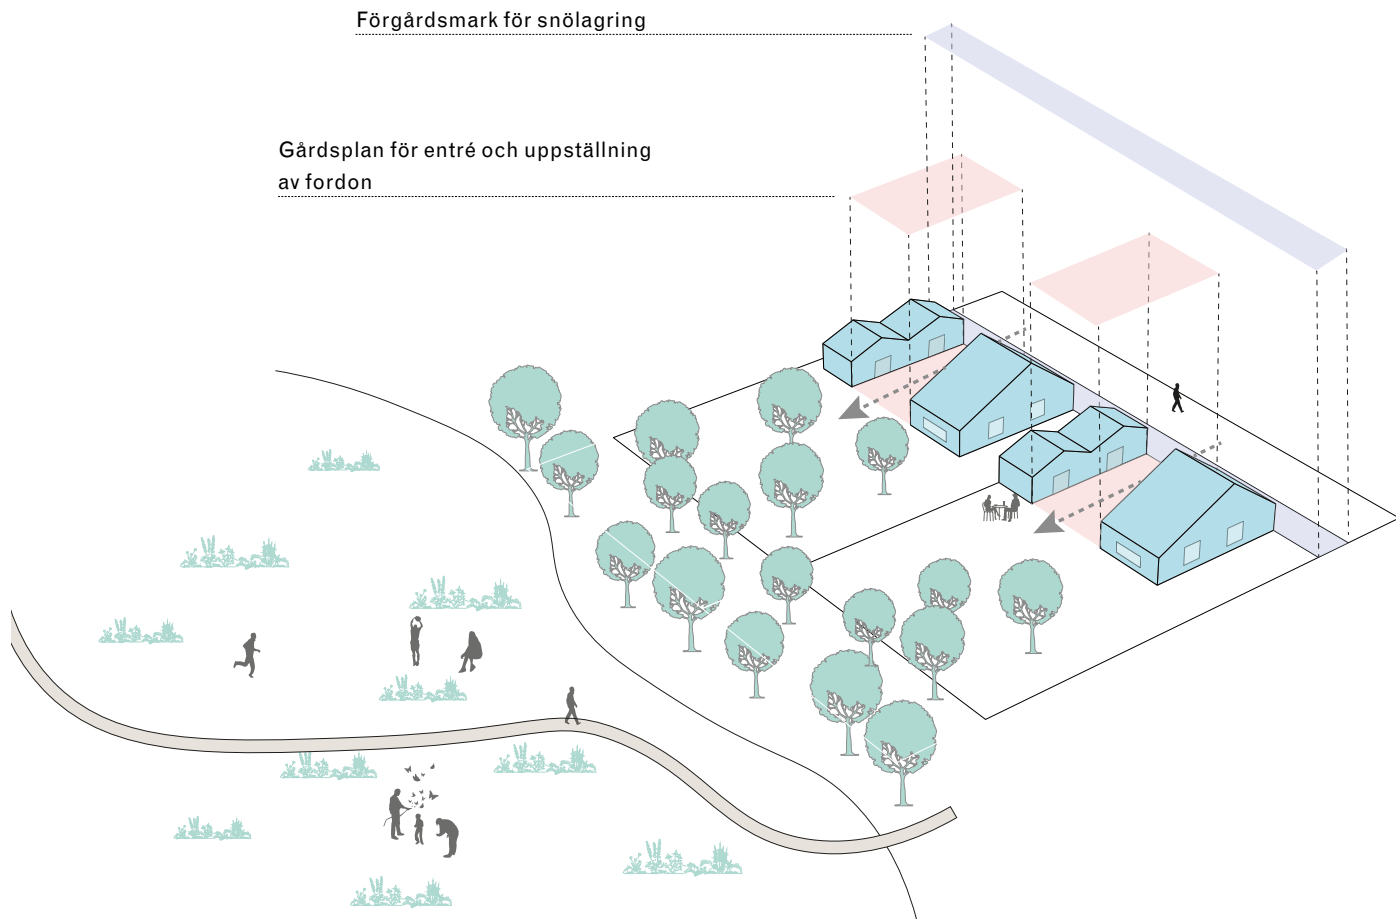 Förgårdsmark för snölagring
Gårdsplan för entré och uppställning
av fordon